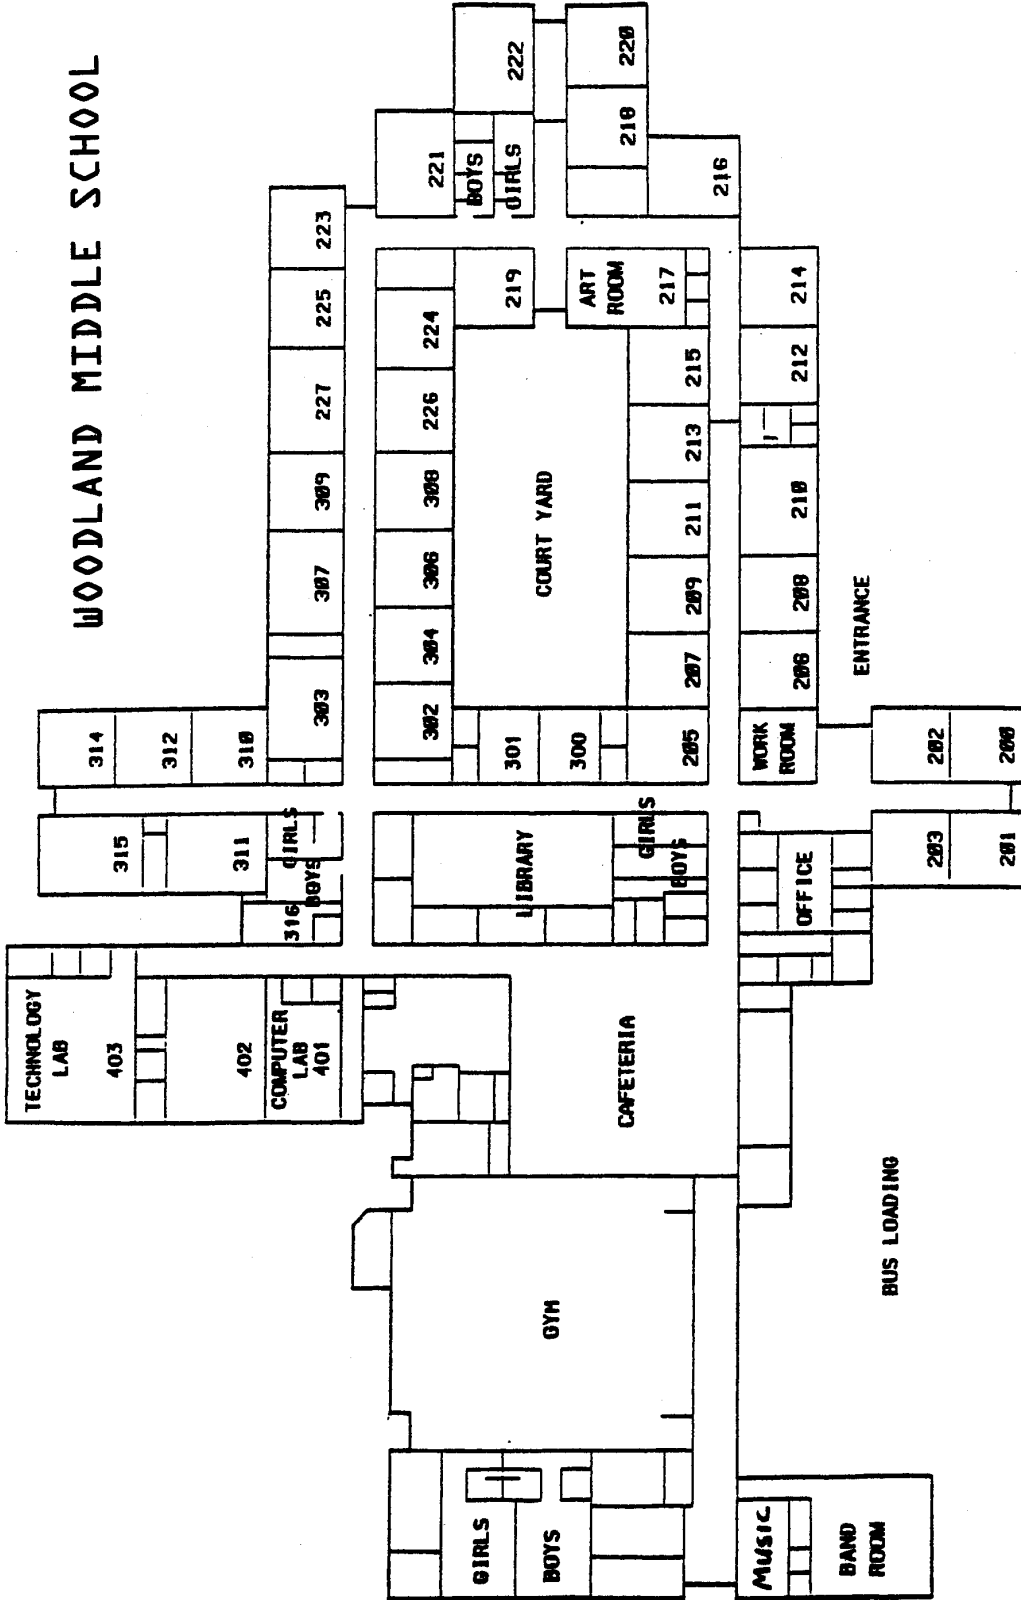 WOODLAND MIDDLE SCHOOL
TECHNOLOGY
LAB
403
402
COMPUTER
LAB
401
315
311
GIRLS
BOYS
316
314
312
310
303
307
309
227
225
223
221
BOYS
GIRLS
222
302
304
306
308
226
224
219
ART
ROOM
217
220
218
216
301
300
205
COURT YARD
207
209
211
213
215
LIBRARY
GIRLS
BOYS
WORK
ROOM
206
208
210
212
214
ENTRANCE
OFFICE
202
200
203
201
CAFETERIA
GYM
GIRLS
BOYS
BUS LOADING
MUSIC
BAND
ROOM